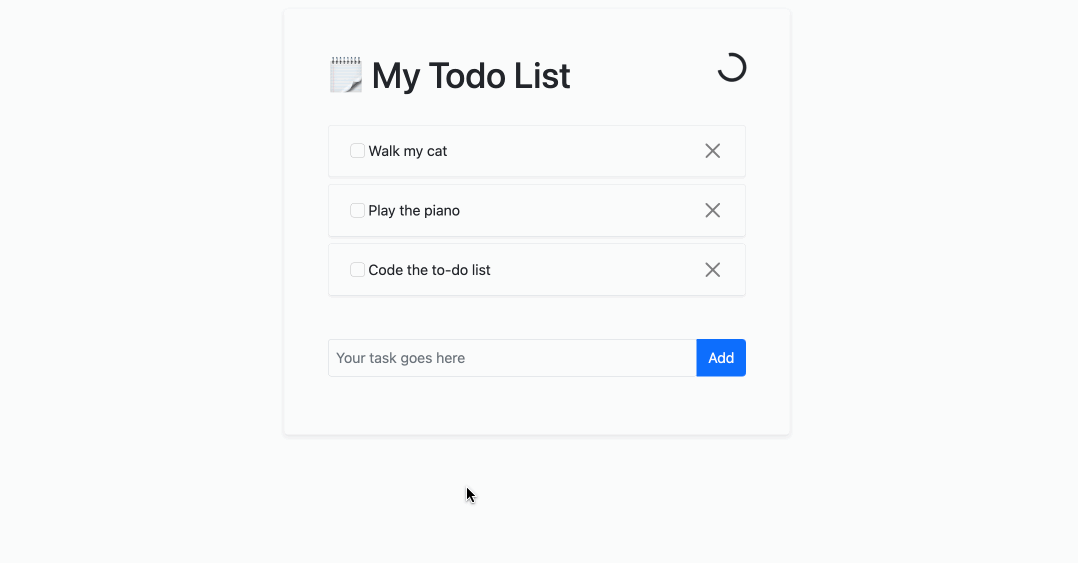 My Todo List
Walk my cat
Play the piano
Code the to-do list
Your task goes here
Add